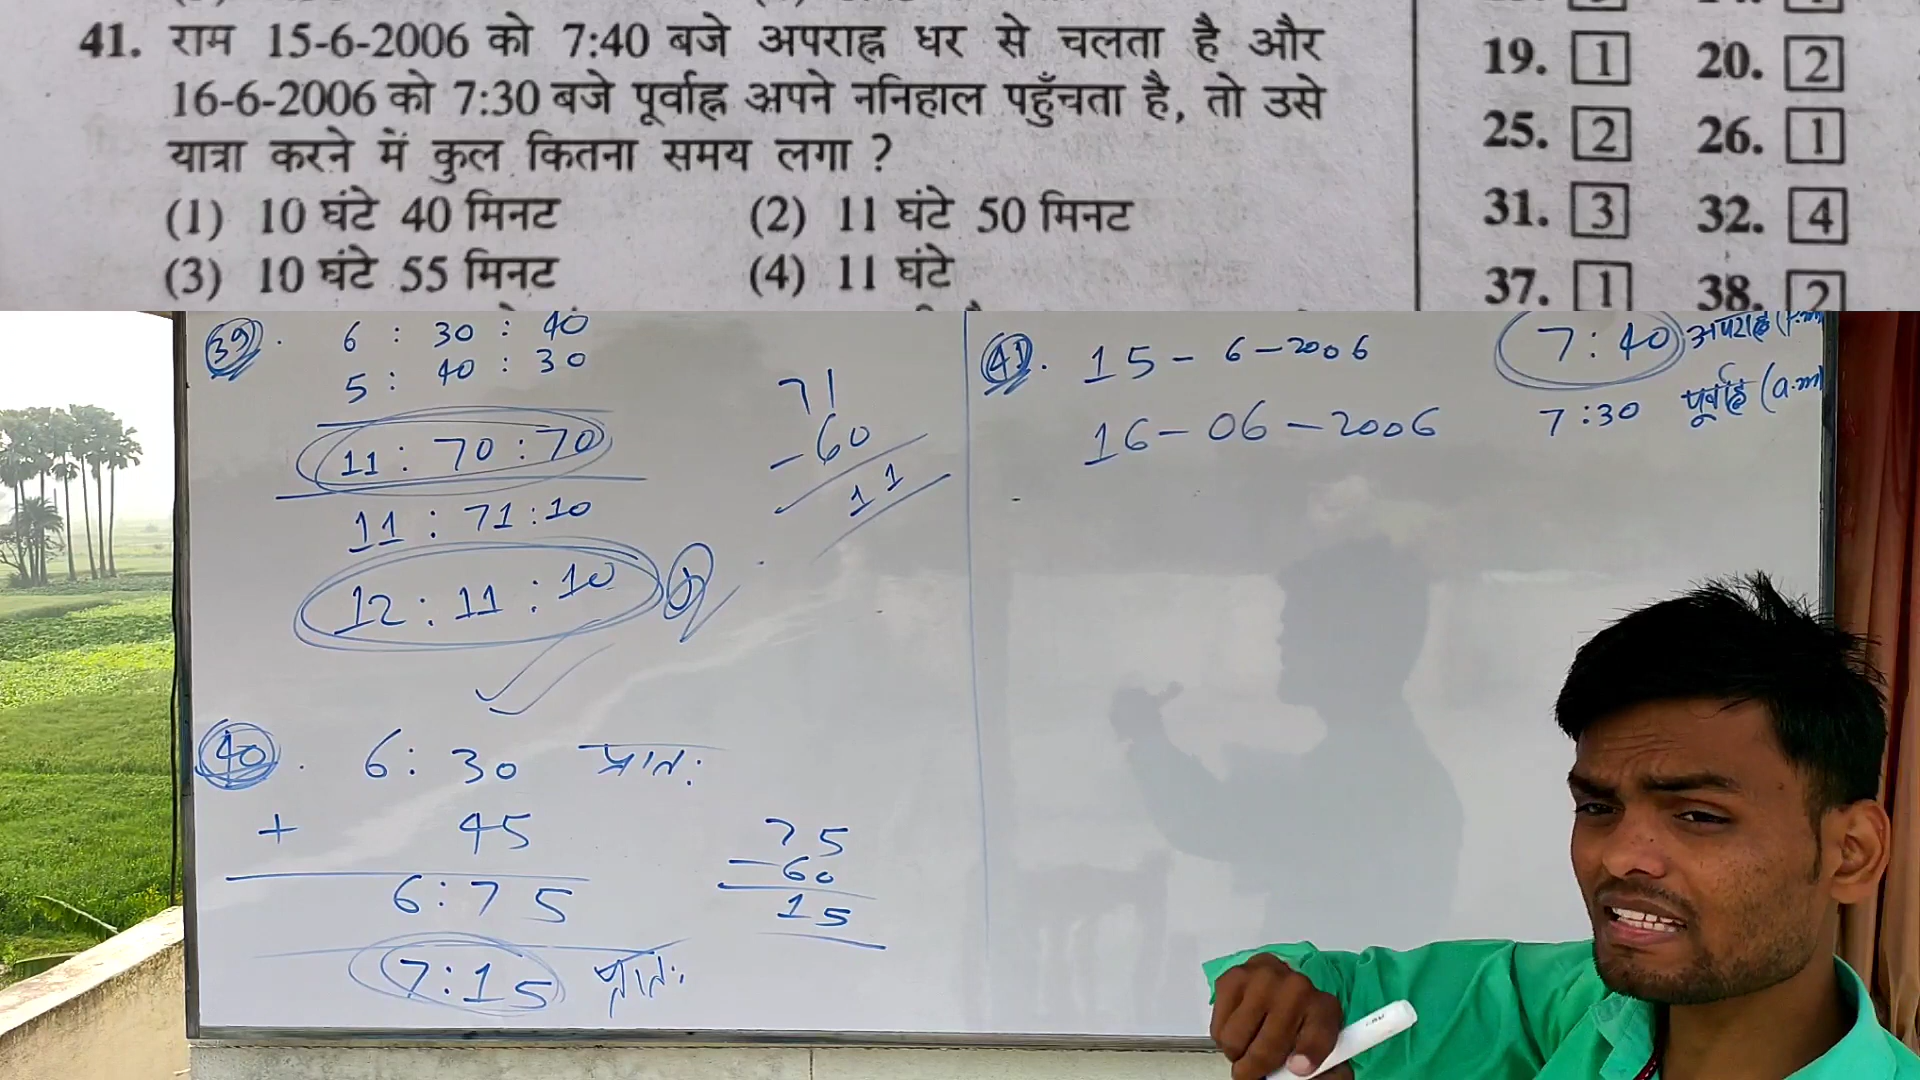 41. राम 15-6-2006 को 7:40 बजे अपराह्न धर से चलता है और
16-6-2006 को 7:30 बजे पूर्वाह्न अपने ननिहाल पहुँचता है, तो उसे
यात्रा करने में कुल कितना समय लगा ?
(1) 10 घंटे 40 मिनट (2) 11 घंटे 50 मिनट
(3) 10 घंटे 55 मिनट (4) 11 घंटे
19. 1 20. 2
25. 2 26. 1
31. 3 32. 4
37. 1 38. 2
39. 6 : 30 : 40
5 : 40 : 30
11 : 70 : 70
11 : 71 : 10
12 : 11 : 10
71
- 60
11
40. 6 : 30 प्रातः
+ 45
6 : 75
7 : 15 प्रातः
75
- 60
15
41. 15 - 6 - 2006 7 : 40 अपराह्न
16 - 06 - 2006 7 : 30 पूर्वाह्न (a.m)